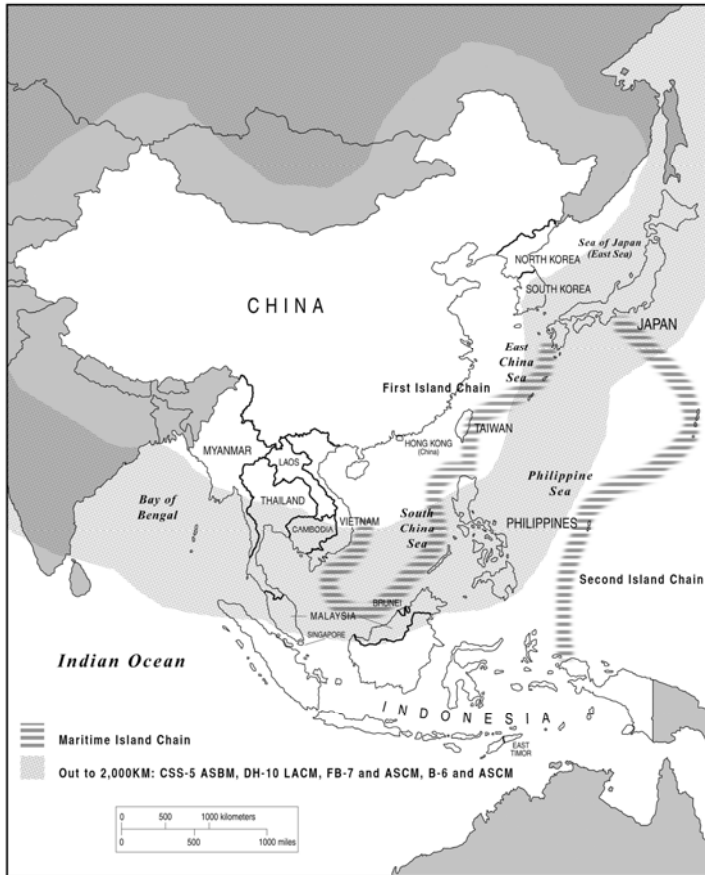 Sea of Japan
(East Sea)
NORTH KOREA
SOUTH KOREA
CHINA
JAPAN
East
China
Sea
First Island Chain
TAIWAN
HONG KONG
(China)
MYANMAR
LAOS
Philippine
Sea
Bay of
Bengal
THAILAND
VIETNAM
South
China
Sea
PHILIPPINES
CAMBODIA
Second Island Chain
BRUNEI
MALAYSIA
SINGAPORE
Indian Ocean
INDONESIA
EAST
TIMOR
Maritime Island Chain
Out to 2,000KM: CSS-5 ASBM, DH-10 LACM, FB-7 and ASCM, B-6 and ASCM
0 500 1000 kilometers
0 500 1000 miles